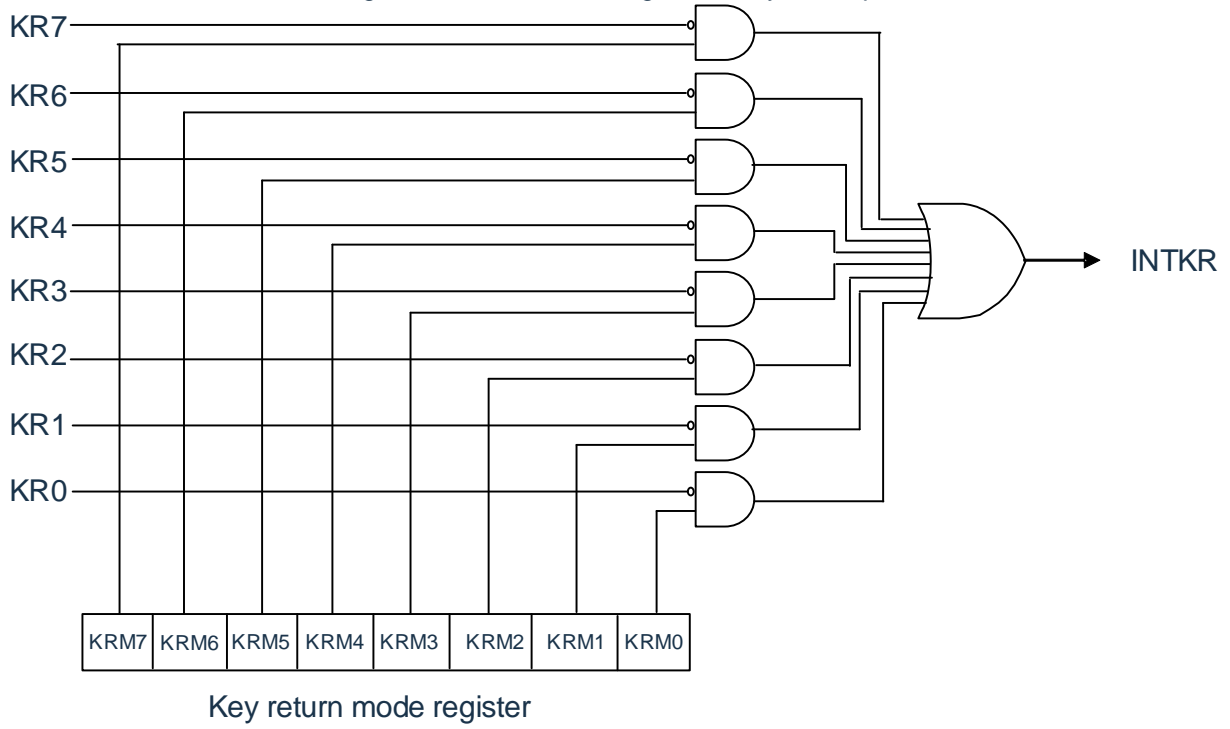 KR7
KR6
KR5
KR4
KR3
KR2
KR1
KR0
INTKR
KRM7 KRM6 KRM5 KRM4 KRM3 KRM2 KRM1 KRM0
Key return mode register